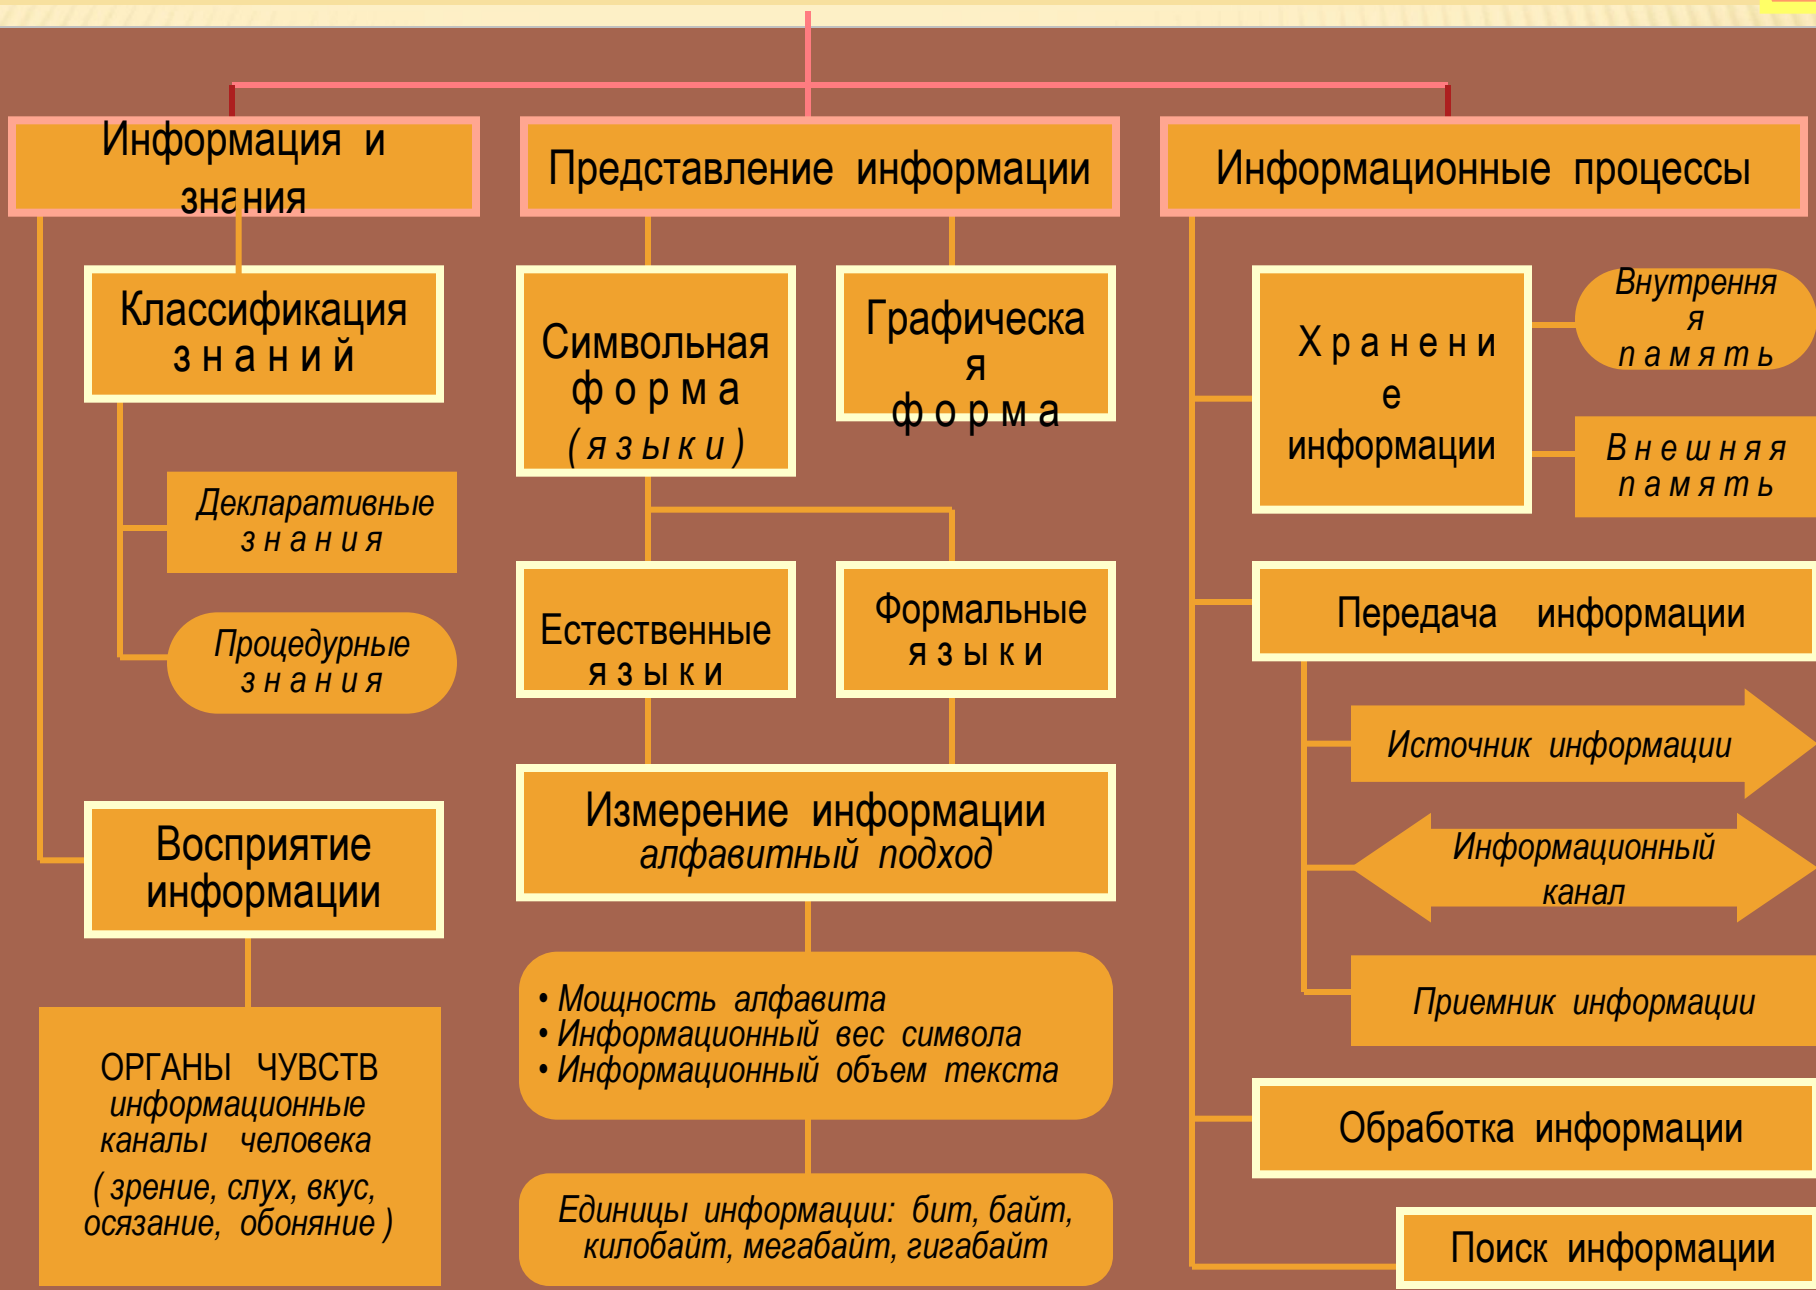 Информация и
знания
Классификация
знаний
Декларативные
знания
Процедурные
знания
Восприятие
информации
ОРГАНЫ ЧУВСТВ
информационные
каналы человека
( зрение, слух, вкус,
осязание, обоняние )
Представление информации
Символьная
форма
( языки )
Графическа
я
форма
Естественные
языки
Формальные
языки
Измерение информации
алфавитный подход
• Мощность алфавита
• Информационный вес символа
• Информационный объем текста
Единицы информации: бит, байт,
килобайт, мегабайт, гигабайт
Информационные процессы
Хранени
е
информации
Внутрення
я
память
Внешняя
память
Передача информации
Источник информации
Информационный
канал
Приемник информации
Обработка информации
Поиск информации